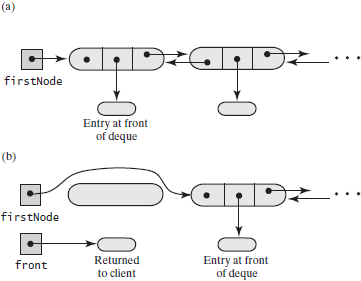 (a)
firstNode
Entry at front
of deque
(b)
firstNode
front
Returned
to client
Entry at front
of deque